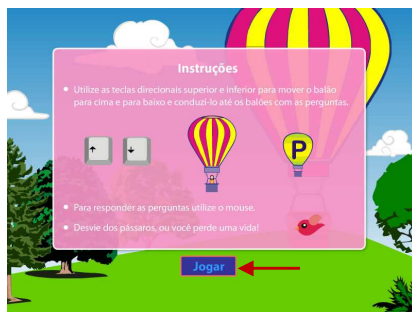 Instruções
• Utilize as teclas direcionais superior e inferior para mover o balão
para cima e para baixo e conduzi-lo até os balões com as perguntas.
P
• Para responder as perguntas utilize o mouse.
• Desvie dos pássaros, ou você perde uma vida!
Jogar